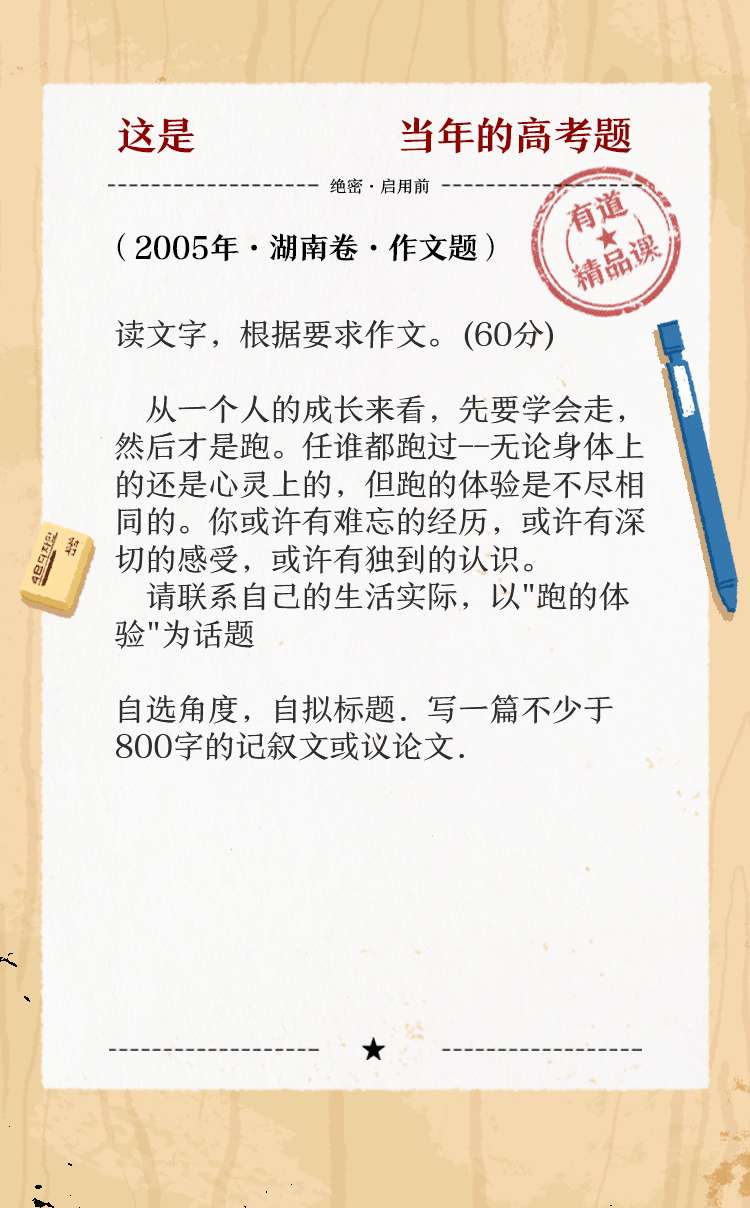 这是 当年的高考题
绝密·启用前
有道
精品课
（2005年·湖南卷·作文题）
读文字，根据要求作文。(60分)
从一个人的成长来看，先要学会走，
然后才是跑。任谁都跑过--无论身体上
的还是心灵上的，但跑的体验是不尽相
同的。你或许有难忘的经历，或许有深
切的感受，或许有独到的认识。
请联系自己的生活实际，以"跑的体
验"为话题
自选角度，自拟标题．写一篇不少于
800字的记叙文或议论文．